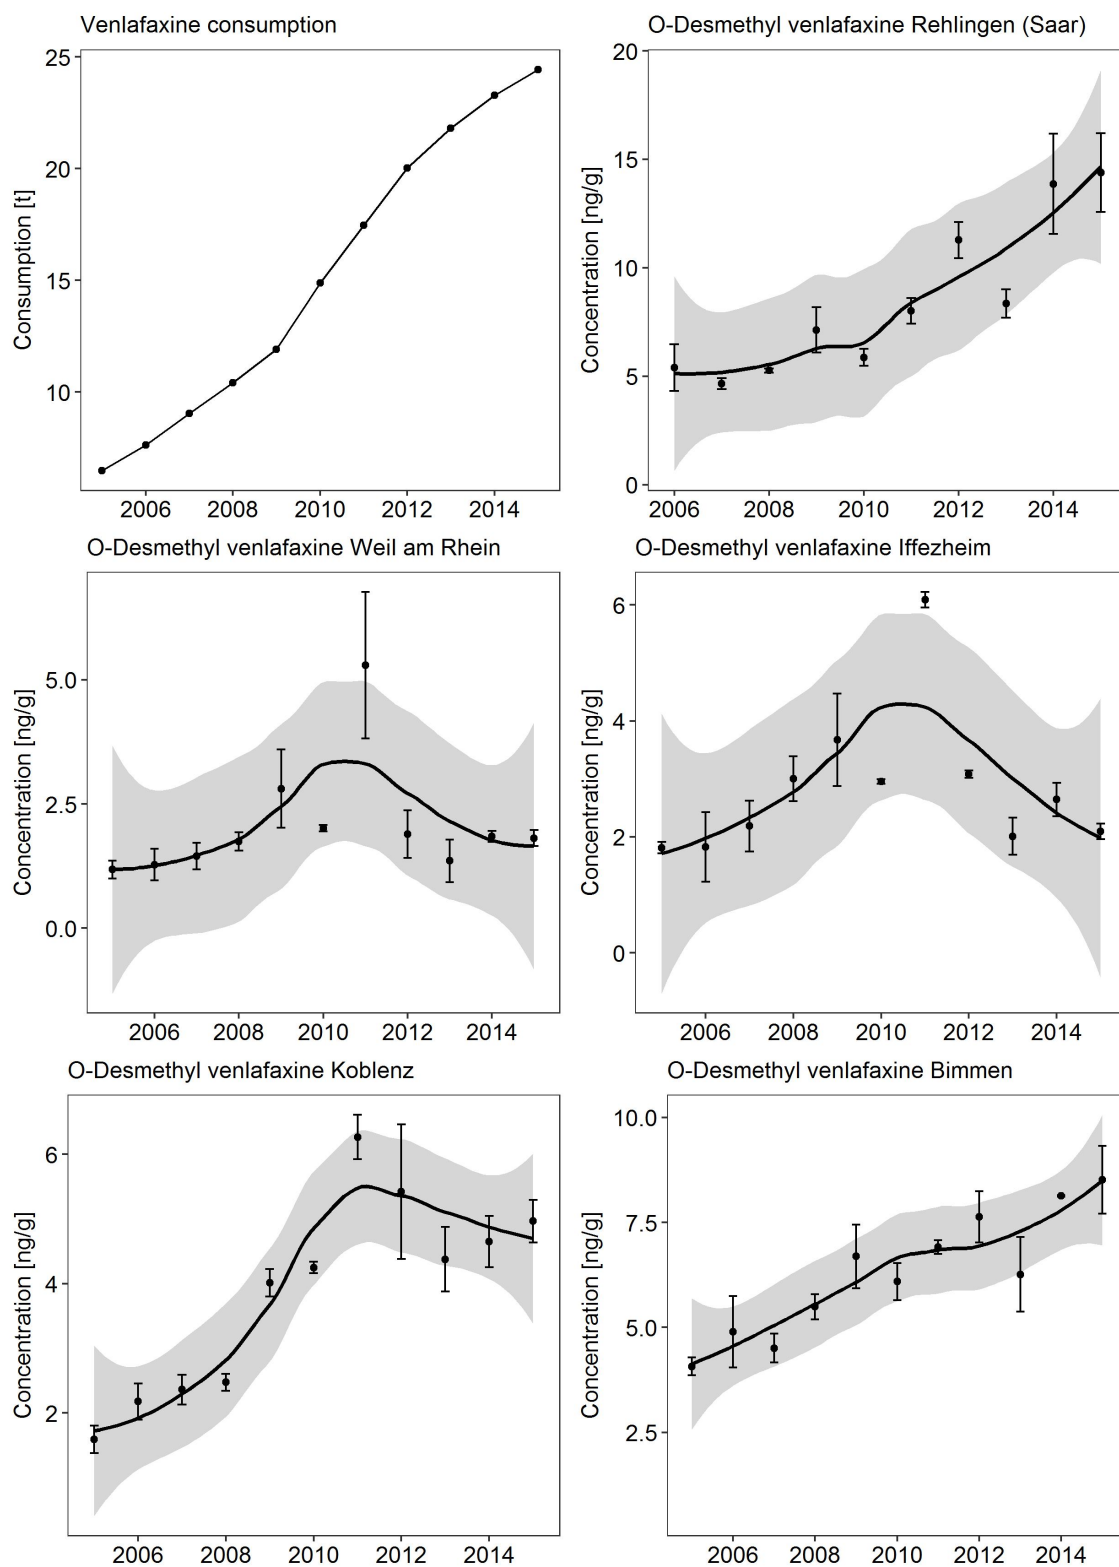 Venlafaxine consumption
Consumption [t]
25
20
15
10
2006 2008 2010 2012 2014
O-Desmethyl venlafaxine Rehlingen (Saar)
Concentration [ng/g]
20
15
10
5
0
2006 2008 2010 2012 2014
O-Desmethyl venlafaxine Weil am Rhein
Concentration [ng/g]
5.0
2.5
0.0
2006 2008 2010 2012 2014
O-Desmethyl venlafaxine Iffezheim
Concentration [ng/g]
6
4
2
0
2006 2008 2010 2012 2014
O-Desmethyl venlafaxine Koblenz
Concentration [ng/g]
6
4
2
2006 2008 2010 2012 2014
O-Desmethyl venlafaxine Bimmen
Concentration [ng/g]
10.0
7.5
5.0
2.5
2006 2008 2010 2012 2014